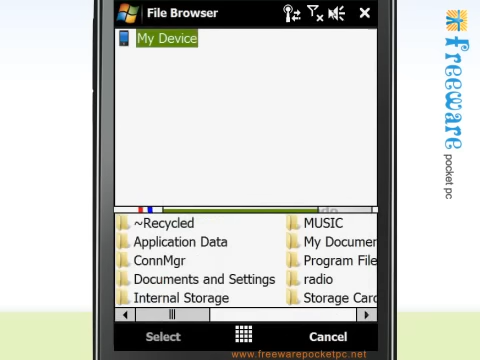 File Browser
My Device
~Recycled
Application Data
ConnMgr
Documents and Settings
Internal Storage
MUSIC
My Documen
Program File
radio
Storage Card
Select
Cancel
www.freewarepocketpc.net
freeware
pocket pc